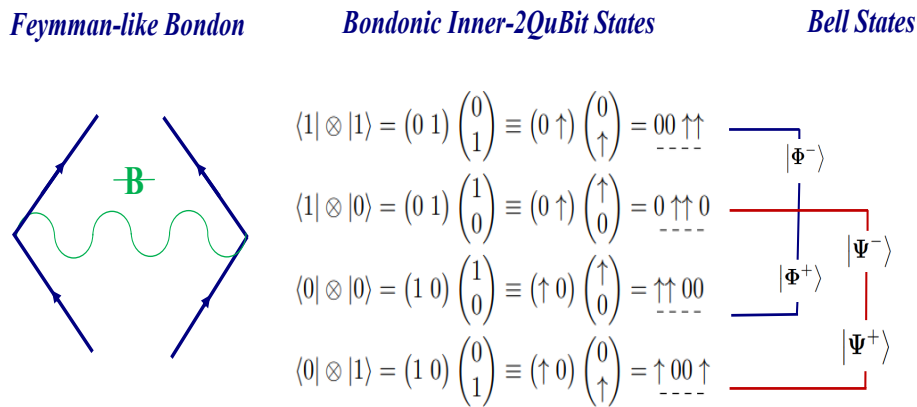 Feymman-like Bondon
Bondonic Inner-2QuBit States
Bell States
⟨1| ⊗ |1⟩ = (0 1) (0 1) ≡ (0 ↑) (0 ↑) = 00 ↑↑
|Φ⁻⟩
B
⟨1| ⊗ |0⟩ = (0 1) (1 0) ≡ (0 ↑) (↑ 0) = 0 ↑↑ 0
|Ψ⁻⟩
⟨0| ⊗ |0⟩ = (1 0) (1 0) ≡ (↑ 0) (↑ 0) = ↑↑ 00
|Φ⁺⟩
|Ψ⁺⟩
⟨0| ⊗ |1⟩ = (1 0) (0 1) ≡ (↑ 0) (0 ↑) = ↑ 00 ↑